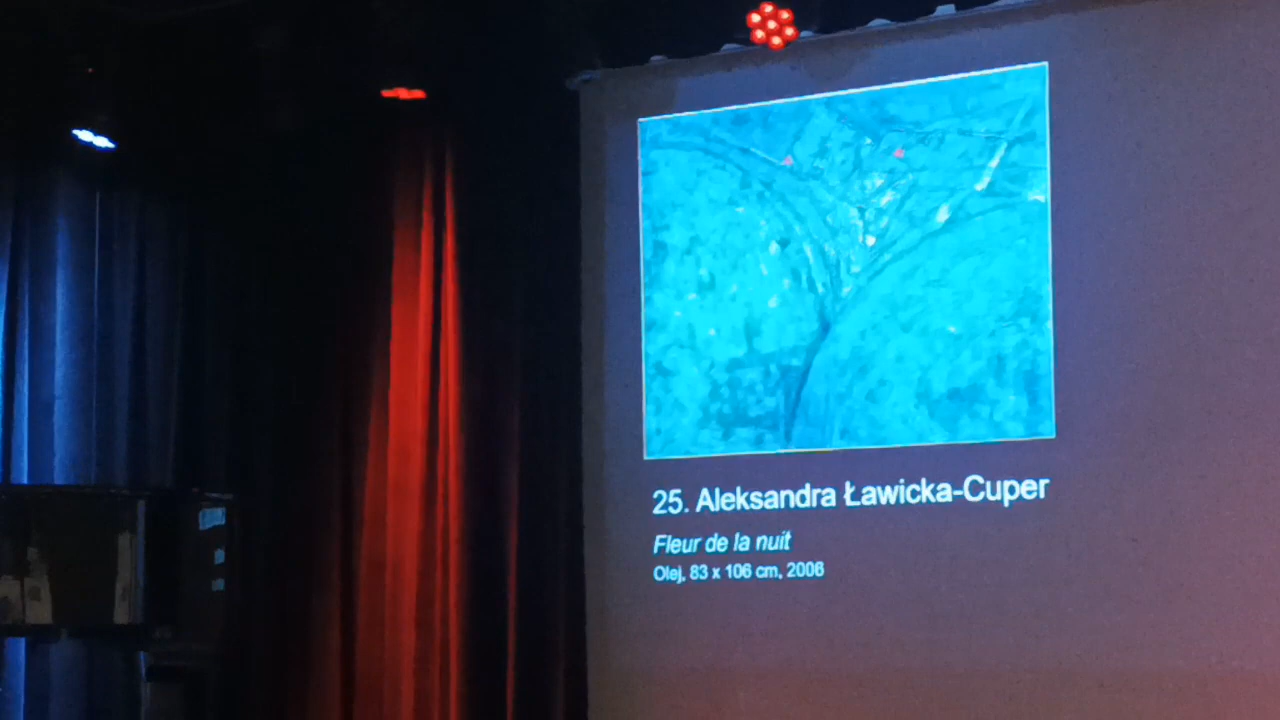 25. Aleksandra Ławicka-Cuper
Fleur de la nuit
Olej, 83 x 106 cm, 2006